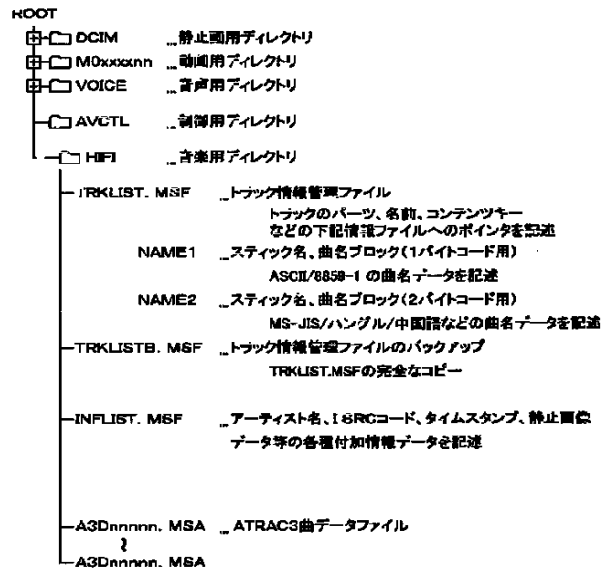 ROOT
DCIM …静止画用ディレクトリ
M0xxxxnn …動画用ディレクトリ
VOICE …音声用ディレクトリ
AVCTL …制御用ディレクトリ
HIFI …音楽用ディレクトリ
TRKLIST. MSF …トラック情報管理ファイル
トラックのパーツ、名前、コンテンツキー
などの下記情報ファイルへのポインタを記述
NAME1 …スティック名、曲名ブロック(1バイトコード用)
ASCII/8859-1 の曲名データを記述
NAME2 …スティック名、曲名ブロック(2バイトコード用)
MS-JIS/ハングル/中国語などの曲名データを記述
TRKLISTB. MSF …トラック情報管理ファイルのバックアップ
TRKLIST.MSFの完全なコピー
INFLIST. MSF …アーティスト名、ISRCコード、タイムスタンプ、静止画像
データ等の各種付加情報データを記述
A3Dnnnnn. MSA …ATRAC3曲データファイル
~
A3Dnnnnn. MSA